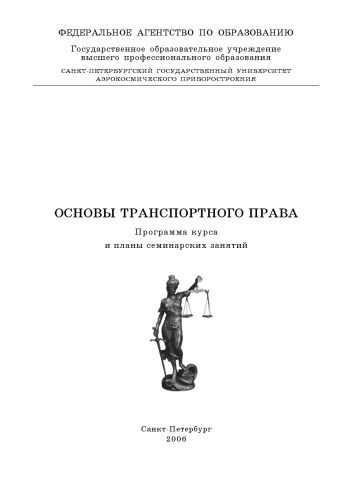 ФЕДЕРАЛЬНОЕ АГЕНТСТВО ПО ОБРАЗОВАНИЮ
Государственное образовательное учреждение
высшего профессионального образования
САНКТ-ПЕТЕРБУРГСКИЙ ГОСУДАРСТВЕННЫЙ УНИВЕРСИТЕТ
АЭРОКОСМИЧЕСКОГО ПРИБОРОСТРОЕНИЯ
ОСНОВЫ ТРАНСПОРТНОГО ПРАВА
Программа курса
и планы семинарских занятий
Санкт-Петербург
2006